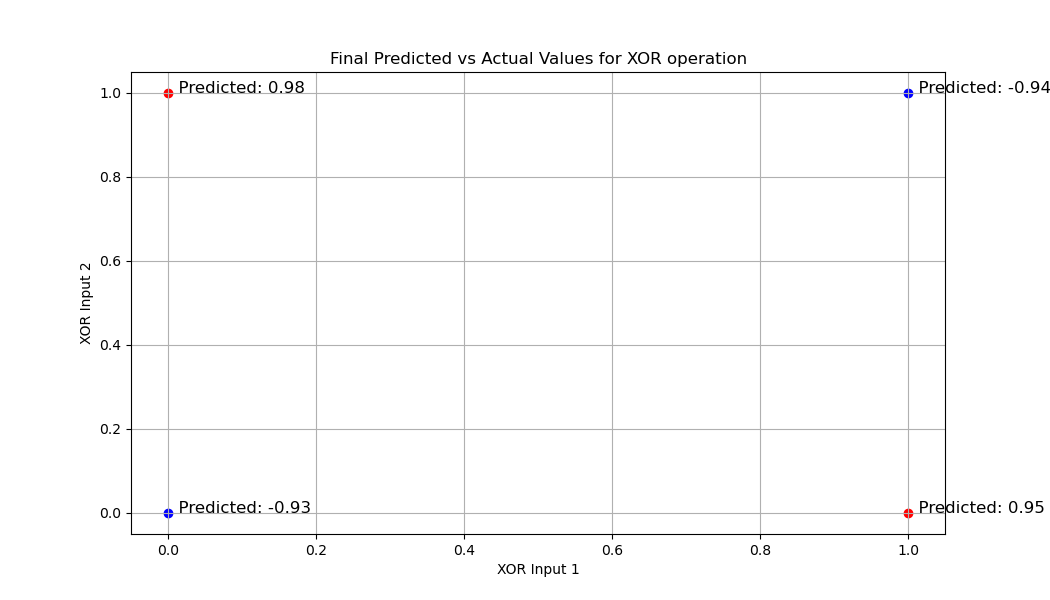 Final Predicted vs Actual Values for XOR operation
1.0
Predicted: 0.98
Predicted: -0.94
0.8
0.6
XOR Input 2
0.4
0.2
0.0
Predicted: -0.93
Predicted: 0.95
0.0 0.2 0.4 0.6 0.8 1.0
XOR Input 1